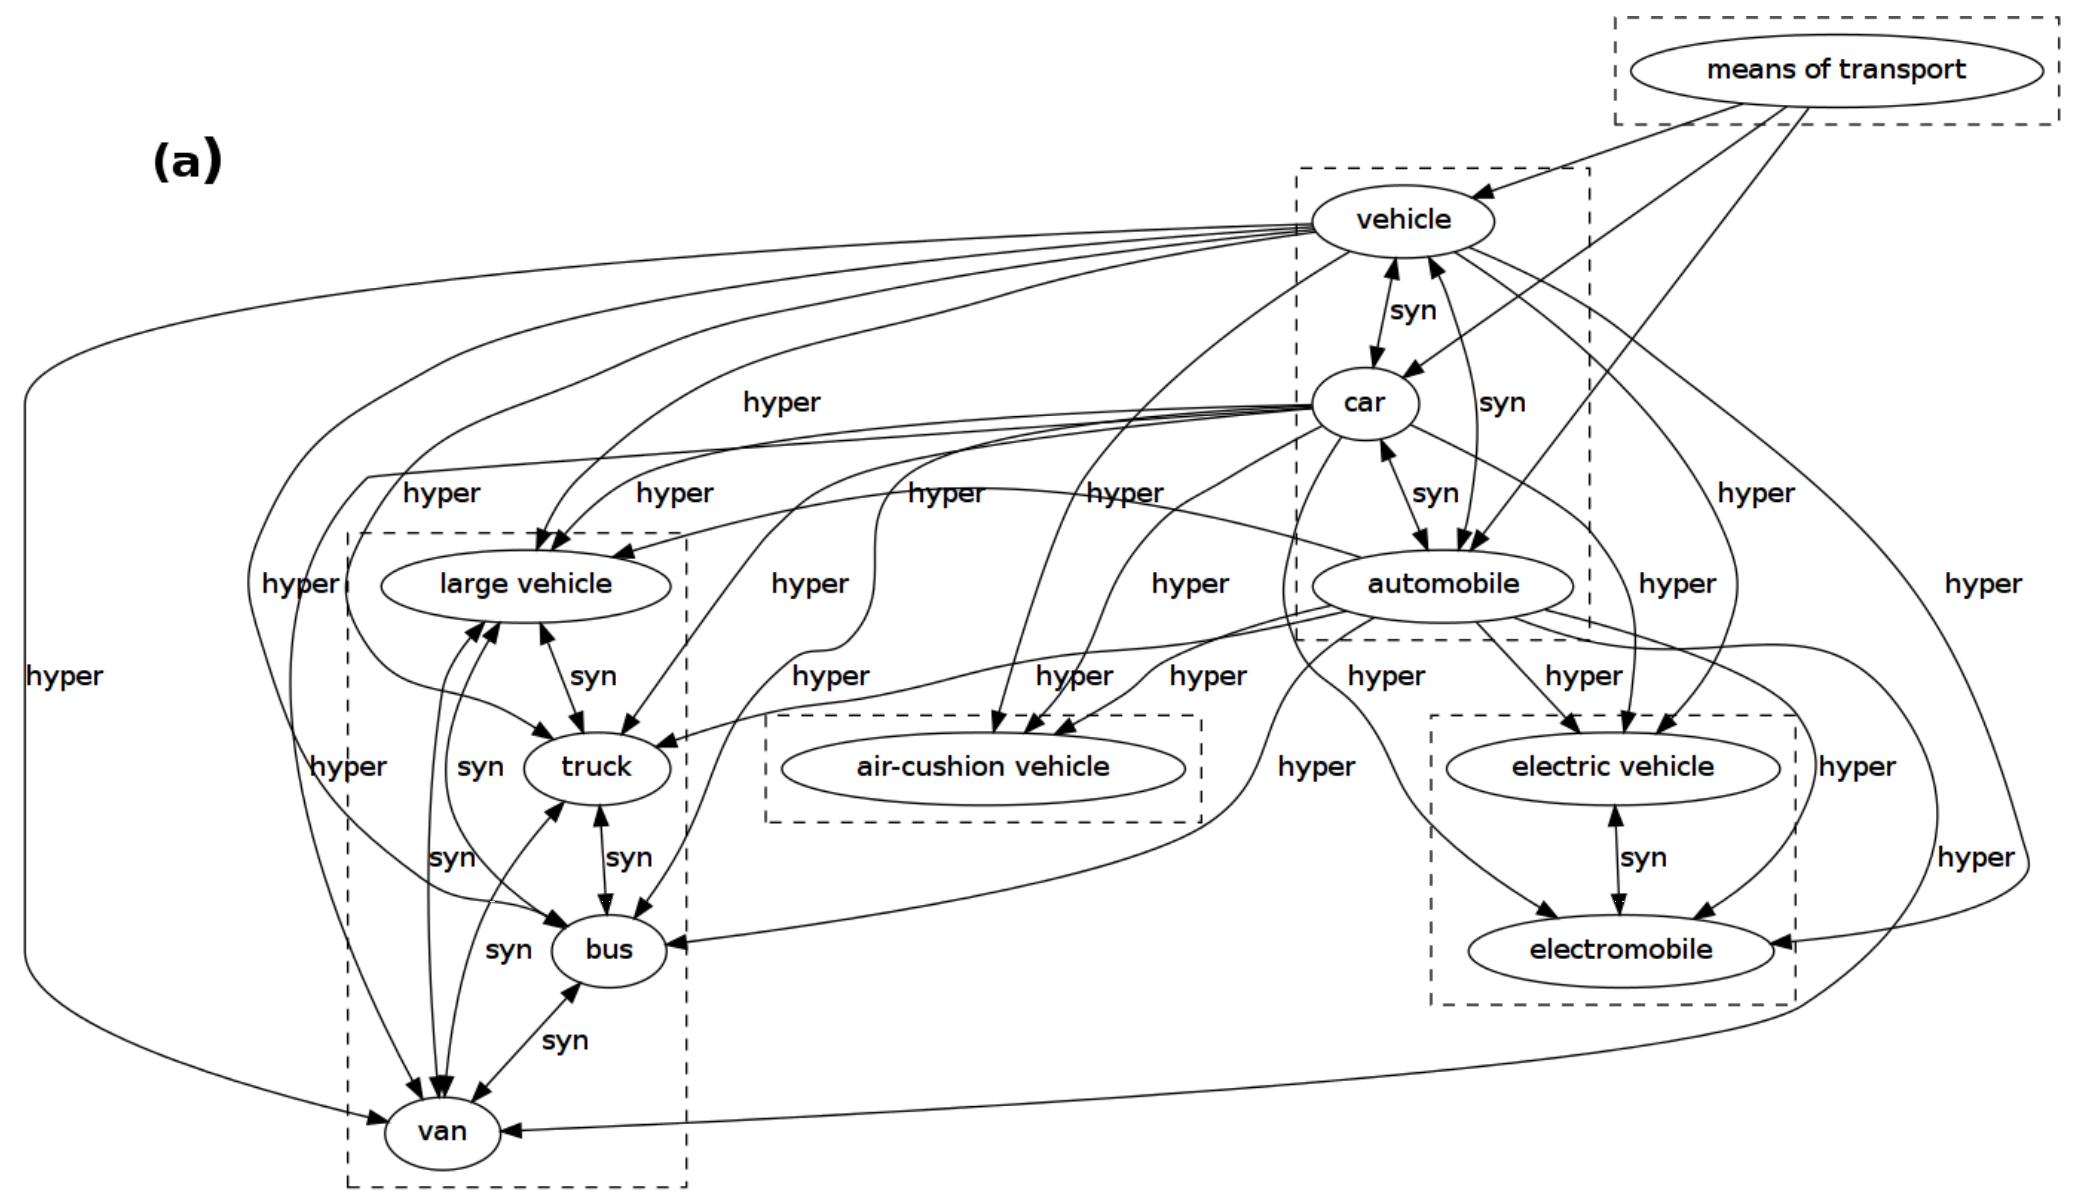 means of transport
(a)
vehicle
syn
hyper
car
syn
hyper
hyper
hyper
hyper
syn
hyper
hyper
large vehicle
hyper
hyper
automobile
hyper
hyper
hyper
syn
hyper
hyper
hyper
hyper
hyper
hyper
syn
truck
air-cushion vehicle
hyper
electric vehicle
hyper
syn
syn
syn
hyper
syn
bus
electromobile
syn
van